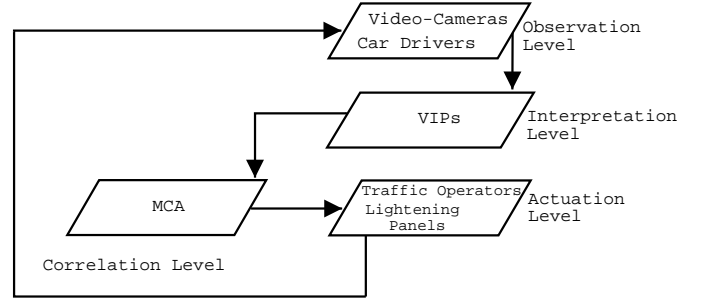 Video-Cameras
Car Drivers
Observation
Level
VIPs
Interpretation
Level
MCA
Correlation Level
Traffic Operators
Lightening
Panels
Actuation
Level